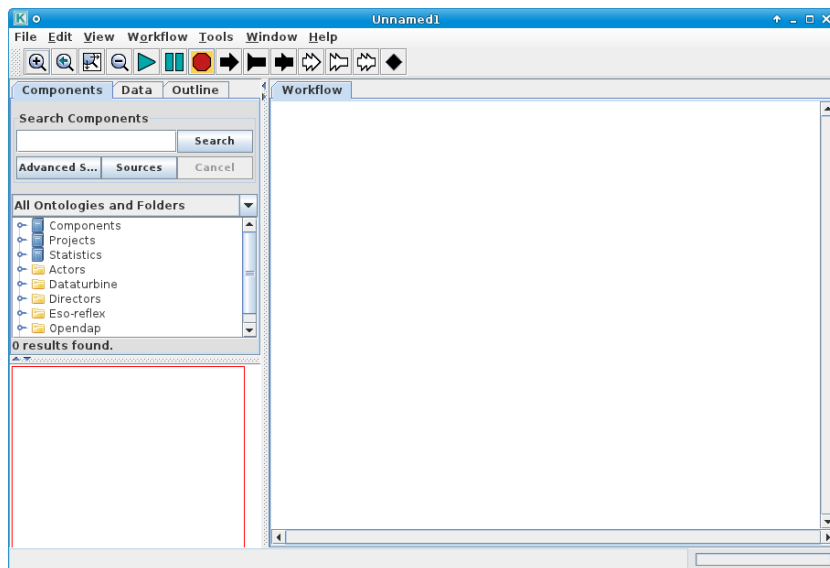 Unnamed1
File Edit View Workflow Tools Window Help
Components Data Outline
Workflow
Search Components
Search
Advanced S... Sources Cancel
All Ontologies and Folders
Components
Projects
Statistics
Actors
Dataturbine
Directors
Eso-reflex
Opendap
0 results found.